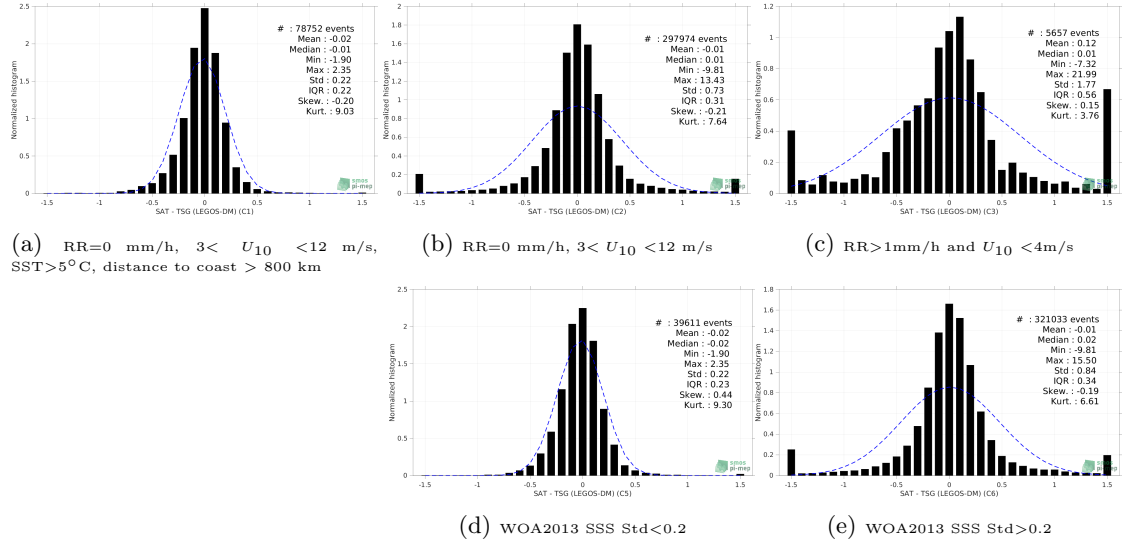 2.5
2
1.5
1
0.5
0
Normalized histogram
# : 78752 events
Mean : -0.02
Median : -0.01
Min : -1.90
Max : 2.35
Std : 0.22
IQR : 0.22
Skew. : -0.20
Kurt. : 9.03
smos
pi-mep
-1.5 -1 -0.5 0 0.5 1 1.5
SAT - TSG (LEGOS-DM) (C1)
(a) RR=0 mm/h, 3< U10 <12 m/s,
SST>5°C, distance to coast > 800 km
2
1.8
1.6
1.4
1.2
1
0.8
0.6
0.4
0.2
0
Normalized histogram
# : 297974 events
Mean : -0.01
Median : 0.01
Min : -9.81
Max : 13.43
Std : 0.73
IQR : 0.31
Skew. : -0.21
Kurt. : 7.64
smos
pi-mep
-1.5 -1 -0.5 0 0.5 1 1.5
SAT - TSG (LEGOS-DM) (C2)
(b) RR=0 mm/h, 3< U10 <12 m/s
1.2
1
0.8
0.6
0.4
0.2
0
Normalized histogram
# : 5657 events
Mean : 0.12
Median : 0.01
Min : -7.32
Max : 21.99
Std : 1.77
IQR : 0.56
Skew. : 0.15
Kurt. : 3.76
smos
pi-mep
-1.5 -1 -0.5 0 0.5 1 1.5
SAT - TSG (LEGOS-DM) (C3)
(c) RR>1mm/h and U10 <4m/s
2.5
2
1.5
1
0.5
0
Normalized histogram
# : 39611 events
Mean : -0.02
Median : -0.02
Min : -1.90
Max : 2.35
Std : 0.22
IQR : 0.23
Skew. : 0.44
Kurt. : 9.30
smos
pi-mep
-1.5 -1 -0.5 0 0.5 1 1.5
SAT - TSG (LEGOS-DM) (C5)
(d) WOA2013 SSS Std<0.2
1.8
1.6
1.4
1.2
1
0.8
0.6
0.4
0.2
0
Normalized histogram
# : 321033 events
Mean : -0.01
Median : 0.02
Min : -9.81
Max : 15.50
Std : 0.84
IQR : 0.34
Skew. : -0.19
Kurt. : 6.61
smos
pi-mep
-1.5 -1 -0.5 0 0.5 1 1.5
SAT - TSG (LEGOS-DM) (C6)
(e) WOA2013 SSS Std>0.2